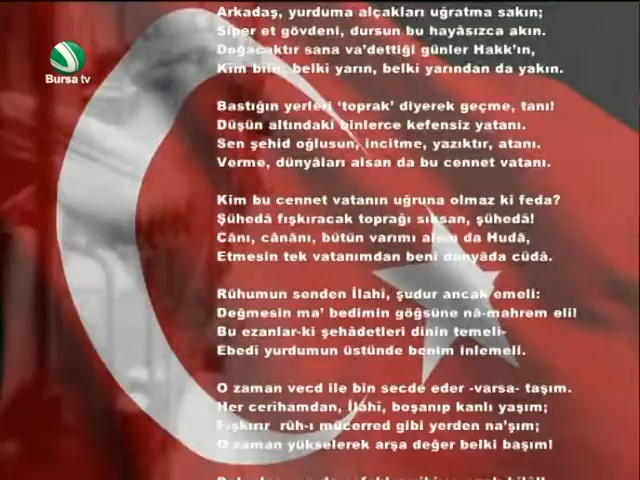 Bursa tv
Arkadaş, yurduma alçakları uğratma sakın;
Siper et gövdeni, dursun bu hayâsızca akın.
Doğacaktır sana va'dettiği günler Hakk'ın,
Kim bilir, belki yarın, belki yarından da yakın.
Bastığın yerleri 'toprak' diyerek geçme, tanı!
Düşün altındaki binlerce kefensiz yatanı.
Sen şehid oğlusun, incitme, yazıktır, atanı.
Verme, dünyâları alsan da bu cennet vatanı.
Kim bu cennet vatanın uğruna olmaz ki feda?
Şühedâ fışkıracak toprağı sıksan, şühedâ!
Cânı, cânânı, bütün varımı alsın da Hudâ,
Etmesin tek vatanımdan beni dünyâda cüdâ.
Rûhumun senden İlahî, şudur ancak emeli:
Değmesin ma' bedimin göğsüne nâ-mahrem eli!
Bu ezanlar-ki şehâdetleri dinin temeli-
Ebedî yurdumun üstünde benim inlemeli.
O zaman vecd ile bin secde eder -varsa- taşım.
Her cerîhamdan, İlâhî, boşanıp kanlı yaşım;
Fışkırır rûh-ı mücerred gibi yerden na'şım;
O zaman yükselerek arşa değer belki başım!